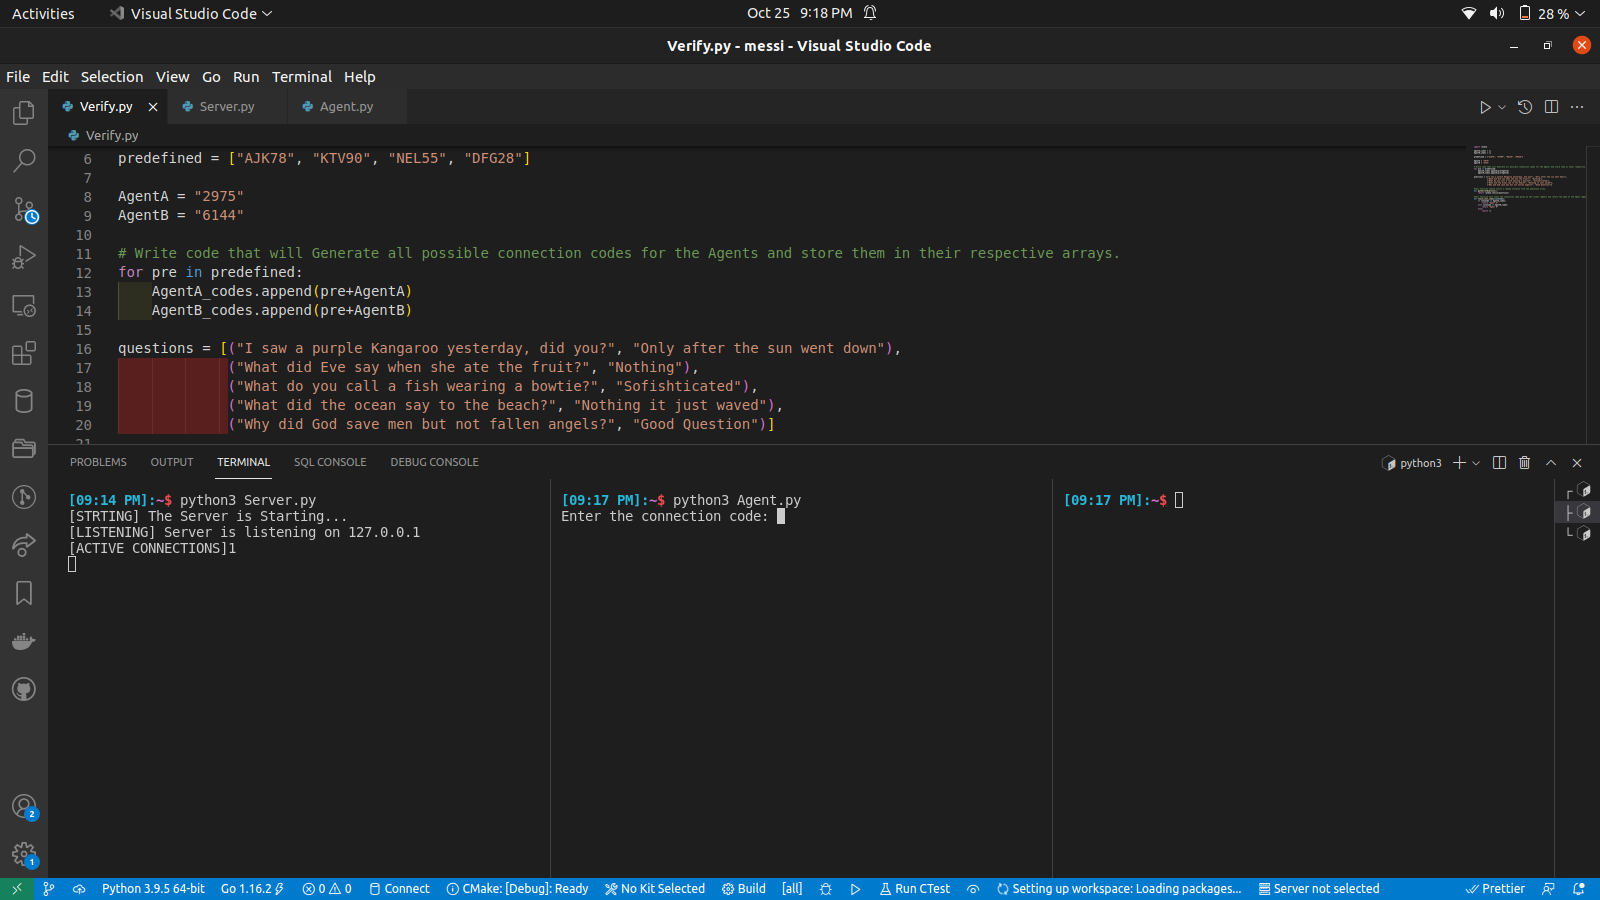 Activities Visual Studio Code Oct 25 9:18 PM 28 %
Verify.py - messi - Visual Studio Code
File Edit Selection View Go Run Terminal Help
Verify.py Server.py Agent.py
Verify.py
6 predefined = ["AJK78", "KTV90", "NEL55", "DFG28"]
7
8 AgentA = "2975"
9 AgentB = "6144"
10
11 # Write code that will Generate all possible connection codes for the Agents and store them in their respective arrays.
12 for pre in predefined:
13 AgentA_codes.append(pre+AgentA)
14 AgentB_codes.append(pre+AgentB)
15
16 questions = [("I saw a purple Kangaroo yesterday, did you?", "Only after the sun went down"),
17 ("What did Eve say when she ate the fruit?", "Nothing"),
18 ("What do you call a fish wearing a bowtie?", "Sofishticated"),
19 ("What did the ocean say to the beach?", "Nothing it just waved"),
20 ("Why did God save men but not fallen angels?", "Good Question")]
21
PROBLEMS OUTPUT TERMINAL SQL CONSOLE DEBUG CONSOLE python3
[09:14 PM]:~$ python3 Server.py
[STRTING] The Server is Starting...
[LISTENING] Server is listening on 127.0.0.1
[ACTIVE CONNECTIONS]1
[09:17 PM]:~$ python3 Agent.py
Enter the connection code:
[09:17 PM]:~$
2
1
Python 3.9.5 64-bit Go 1.16.2 0 0 Connect CMake: [Debug]: Ready No Kit Selected Build [all] Run CTest Setting up workspace: Loading packages... Server not selected Prettier